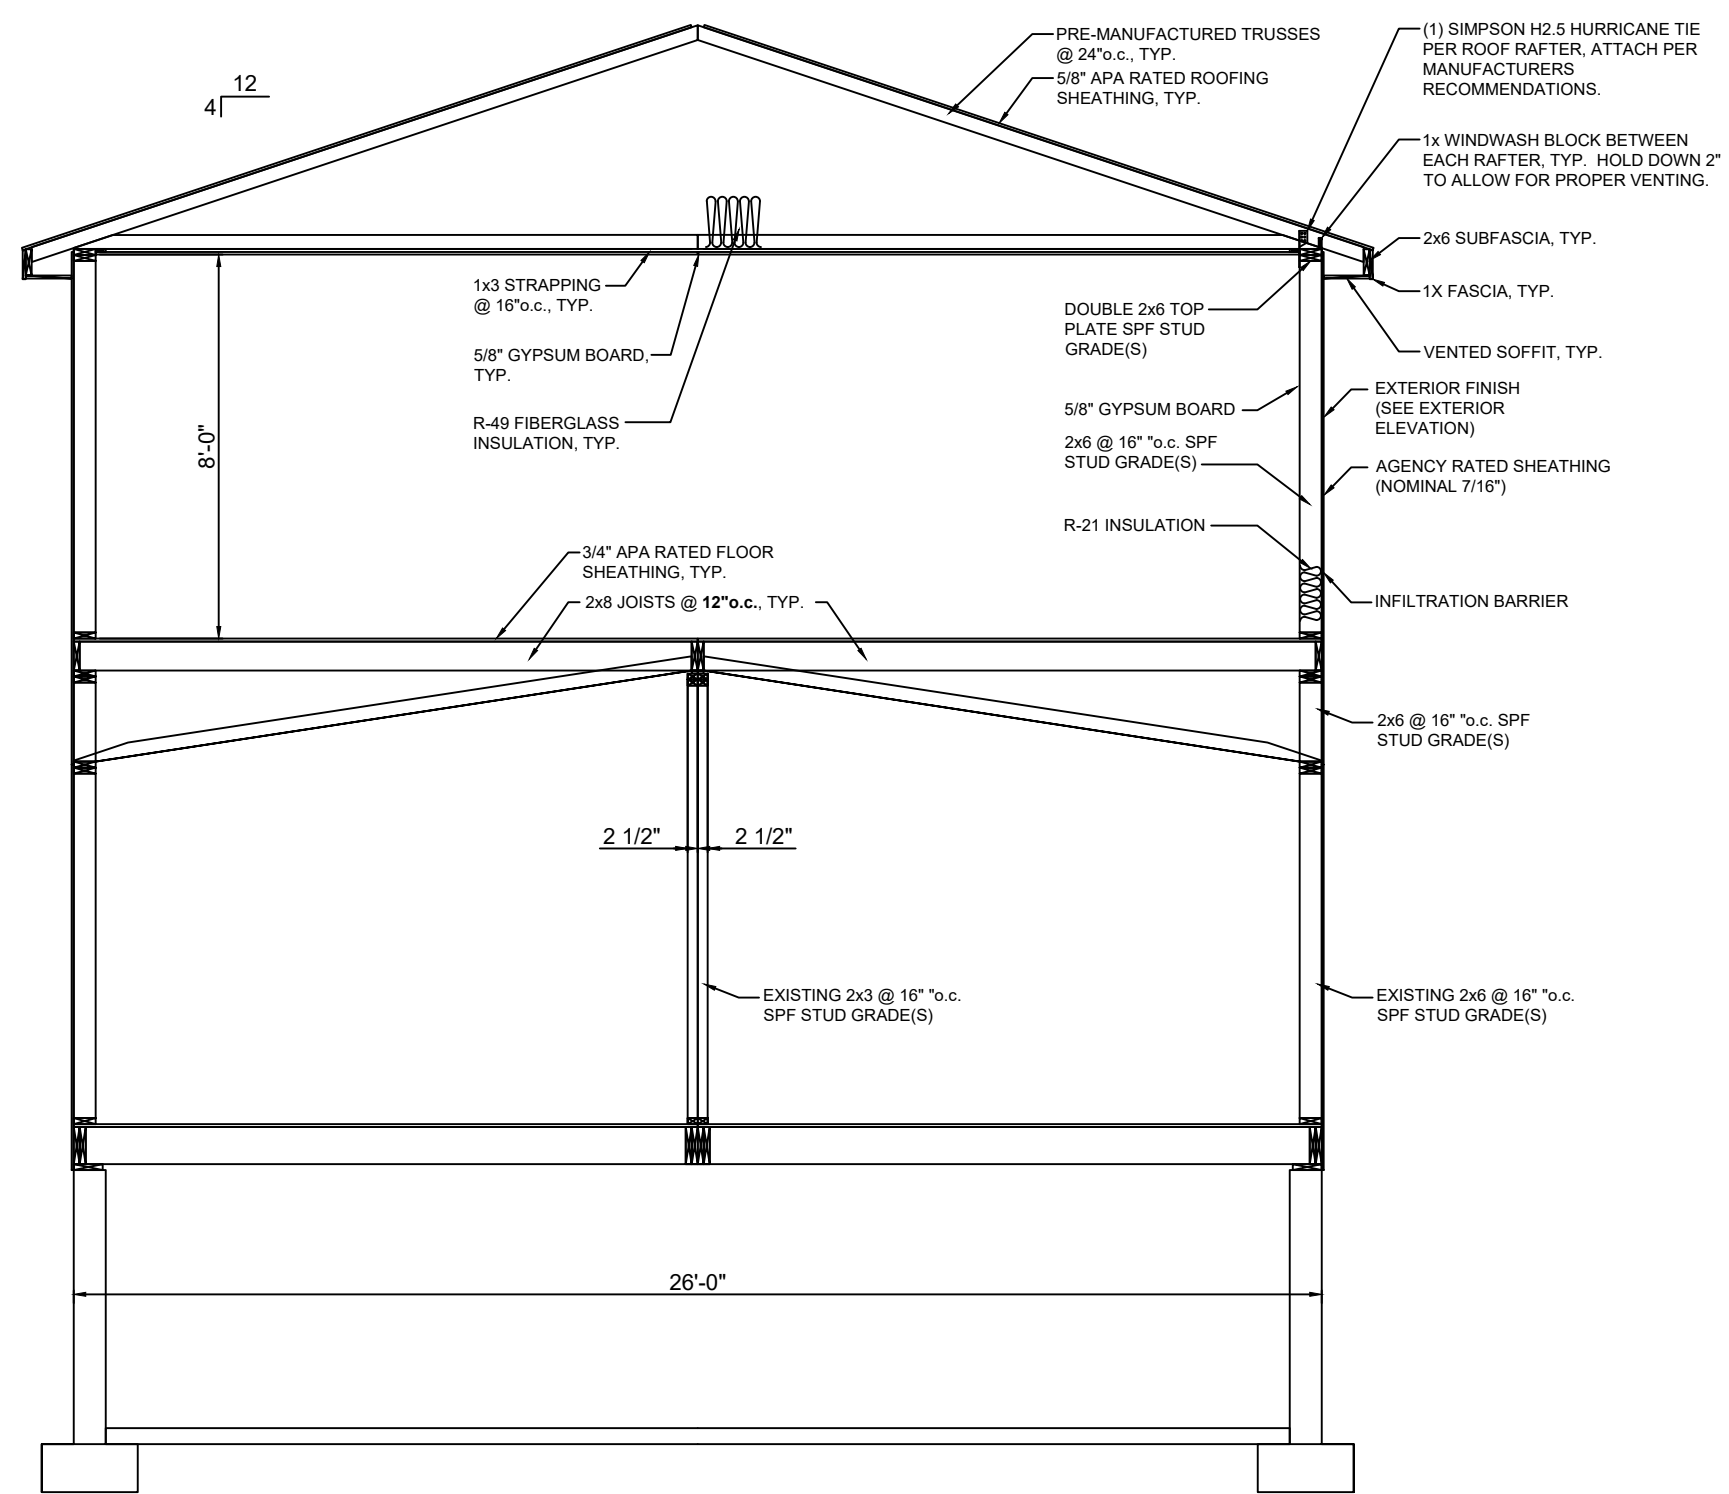 12
4
PRE-MANUFACTURED TRUSSES
@ 24"o.c., TYP.
5/8" APA RATED ROOFING
SHEATHING, TYP.
(1) SIMPSON H2.5 HURRICANE TIE
PER ROOF RAFTER, ATTACH PER
MANUFACTURERS
RECOMMENDATIONS.
1x WINDWASH BLOCK BETWEEN
EACH RAFTER, TYP.  HOLD DOWN 2"
TO ALLOW FOR PROPER VENTING.
2x6 SUBFASCIA, TYP.
1X FASCIA, TYP.
VENTED SOFFIT, TYP.
1x3 STRAPPING
@ 16"o.c., TYP.
5/8" GYPSUM BOARD,
TYP.
R-49 FIBERGLASS
INSULATION, TYP.
8'-0"
DOUBLE 2x6 TOP
PLATE SPF STUD
GRADE(S)
5/8" GYPSUM BOARD
2x6 @ 16" "o.c. SPF
STUD GRADE(S)
R-21 INSULATION
EXTERIOR FINISH
(SEE EXTERIOR
ELEVATION)
AGENCY RATED SHEATHING
(NOMINAL 7/16")
INFILTRATION BARRIER
3/4" APA RATED FLOOR
SHEATHING, TYP.
2x8 JOISTS @ 12"o.c., TYP.
2x6 @ 16" "o.c. SPF
STUD GRADE(S)
2 1/2"
2 1/2"
EXISTING 2x3 @ 16" "o.c.
SPF STUD GRADE(S)
EXISTING 2x6 @ 16" "o.c.
SPF STUD GRADE(S)
26'-0"